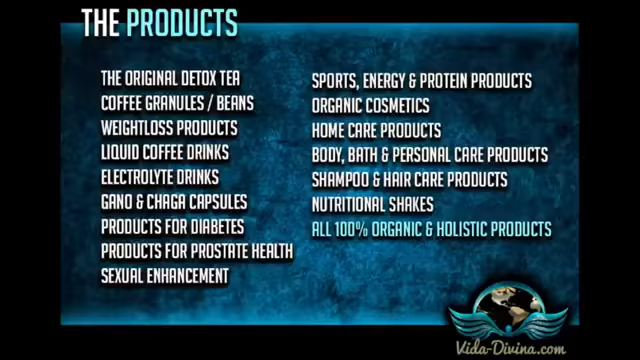 THE PRODUCTS
THE ORIGINAL DETOX TEA
COFFEE GRANULES / BEANS
WEIGHTLOSS PRODUCTS
LIQUID COFFEE DRINKS
ELECTROLYTE DRINKS
GANO & CHAGA CAPSULES
PRODUCTS FOR DIABETES
PRODUCTS FOR PROSTATE HEALTH
SEXUAL ENHANCEMENT
SPORTS, ENERGY & PROTEIN PRODUCTS
ORGANIC COSMETICS
HOME CARE PRODUCTS
BODY, BATH & PERSONAL CARE PRODUCTS
SHAMPOO & HAIR CARE PRODUCTS
NUTRITIONAL SHAKES
ALL 100% ORGANIC & HOLISTIC PRODUCTS
Vida-Divina.com